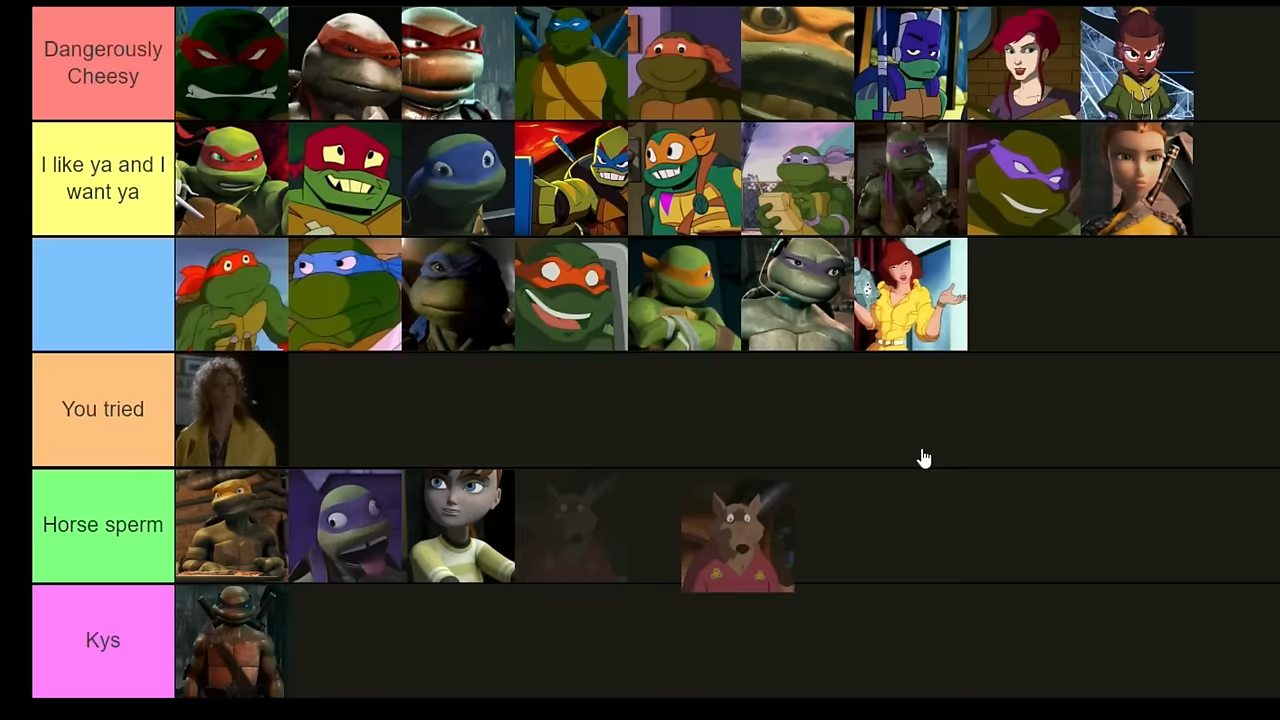 Dangerously
Cheesy
I like ya and I
want ya
You tried
Horse sperm
Kys